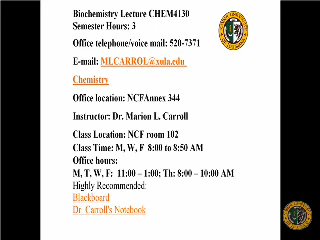 Biochemistry Lecture CHEM4130
Semester Hours: 3
Office telephone/voice mail: 520-7371
E-mail: MLCARROL@xula.edu
Chemistry
Office location: NCFAnnex 344
Instructor: Dr. Marion L. Carroll
Class Location: NCF room 102
Class Time: M, W, F 8:00 to 8:50 AM
Office hours:
M, T, W, F: 11:00 – 1:00; Th: 8:00 – 10:00 AM
Highly Recommended:
Blackboard
Dr Carroll's Notebook